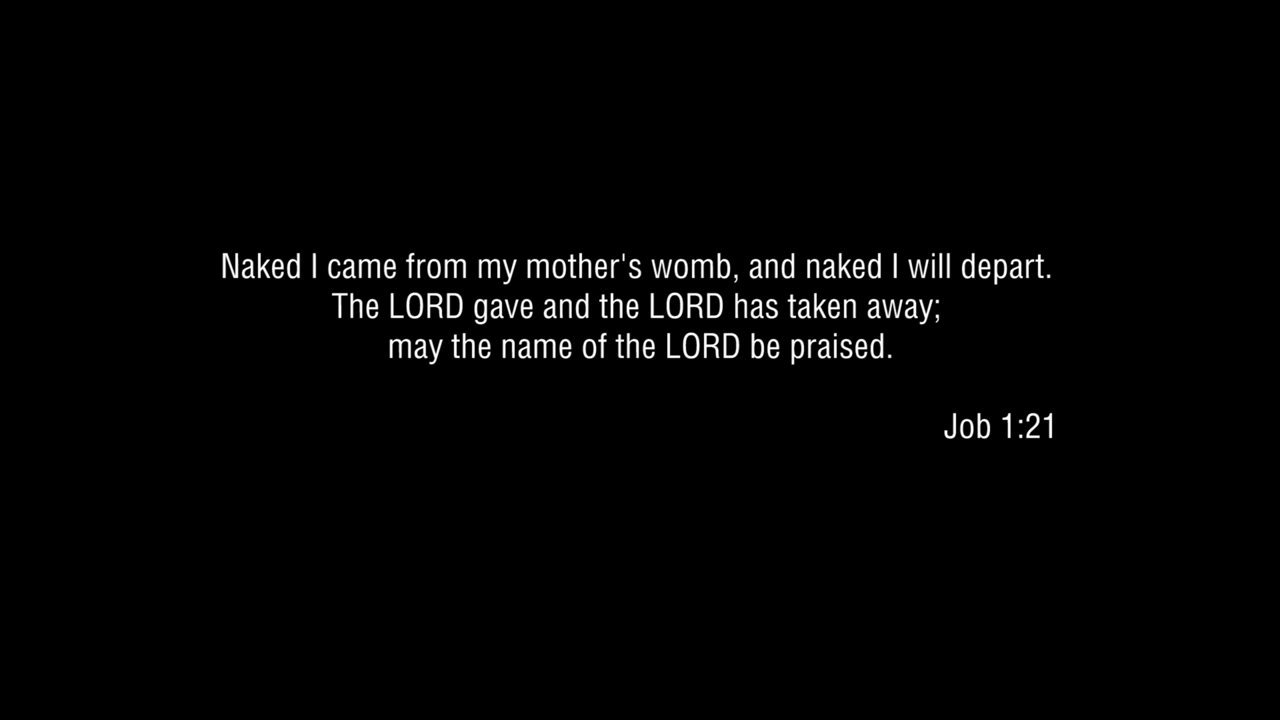 Naked I came from my mother's womb, and naked I will depart.
The LORD gave and the LORD has taken away;
may the name of the LORD be praised.
Job 1:21